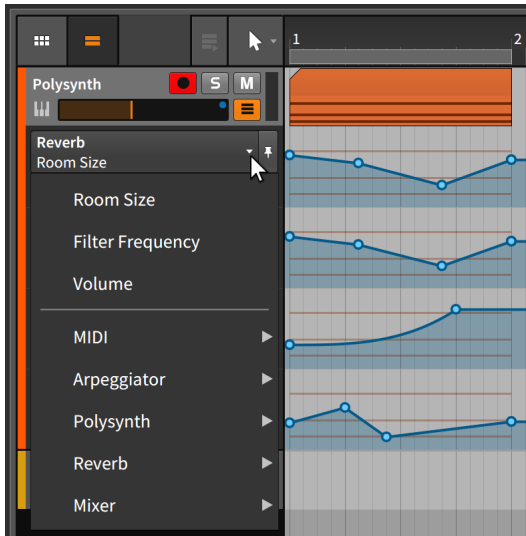 1
2
Polysynth
S
M
Reverb
Room Size
Room Size
Filter Frequency
Volume
MIDI
Arpeggiator
Polysynth
Reverb
Mixer